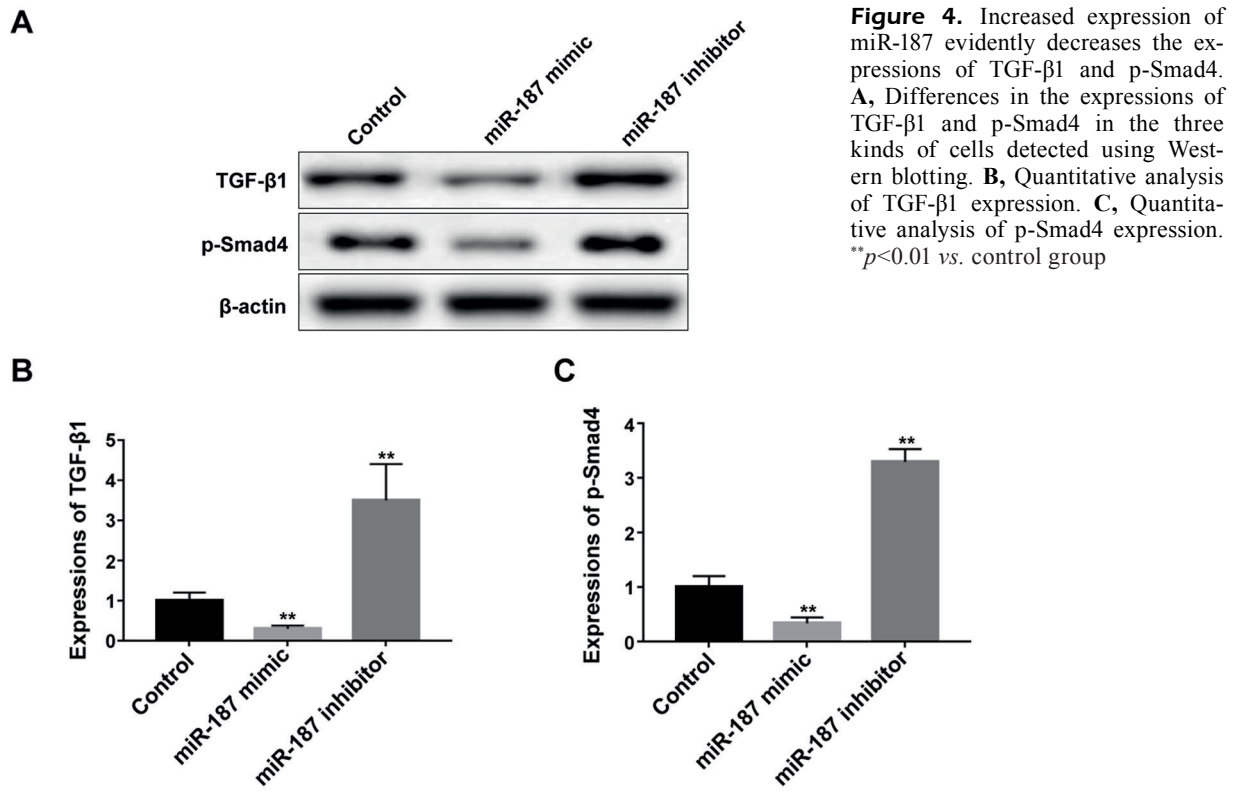 A
Control
miR-187 mimic
miR-187 inhibitor
TGF-β1
p-Smad4
β-actin
Figure 4. Increased expression of
miR-187 evidently decreases the ex-
pressions of TGF-β1 and p-Smad4.
A, Differences in the expressions of
TGF-β1 and p-Smad4 in the three
kinds of cells detected using West-
ern blotting. B, Quantitative analysis
of TGF-β1 expression. C, Quantita-
tive analysis of p-Smad4 expression.
**p<0.01 vs. control group
B
Expressions of TGF-β1
5
4
3
2
1
0
**
**
Control
miR-187 mimic
miR-187 inhibitor
C
Expressions of p-Smad4
4
3
2
1
0
**
**
Control
miR-187 mimic
miR-187 inhibitor